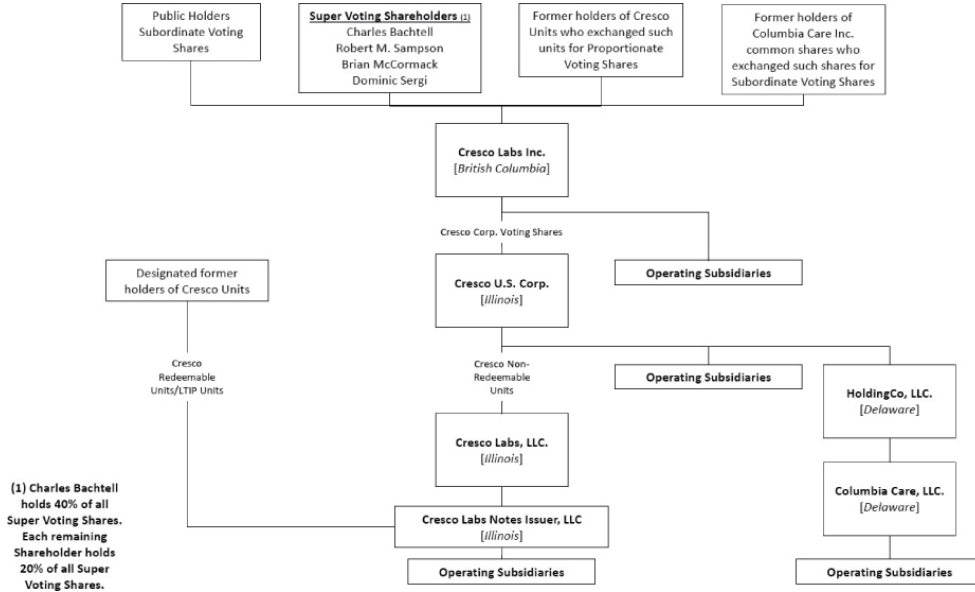 Public Holders
Subordinate Voting
Shares
Super Voting Shareholders (1)
Charles Bachtell
Robert M. Sampson
Brian McCormack
Dominic Sergi
Former holders of Cresco
Units who exchanged such
units for Proportionate
Voting Shares
Former holders of
Columbia Care Inc.
common shares who
exchanged such shares for
Subordinate Voting Shares
Cresco Labs Inc.
[British Columbia]
Cresco Corp. Voting Shares
Designated former
holders of Cresco Units
Cresco U.S. Corp.
[Illinois]
Operating Subsidiaries
Cresco
Redeemable
Units/LTIP Units
Cresco Non-
Redeemable
Units
Operating Subsidiaries
HoldingCo, LLC.
[Delaware]
Cresco Labs, LLC.
[Illinois]
Columbia Care, LLC.
[Delaware]
(1) Charles Bachtell
holds 40% of all
Super Voting Shares.
Each remaining
Shareholder holds
20% of all Super
Voting Shares.
Cresco Labs Notes Issuer, LLC
[Illinois]
Operating Subsidiaries
Operating Subsidiaries